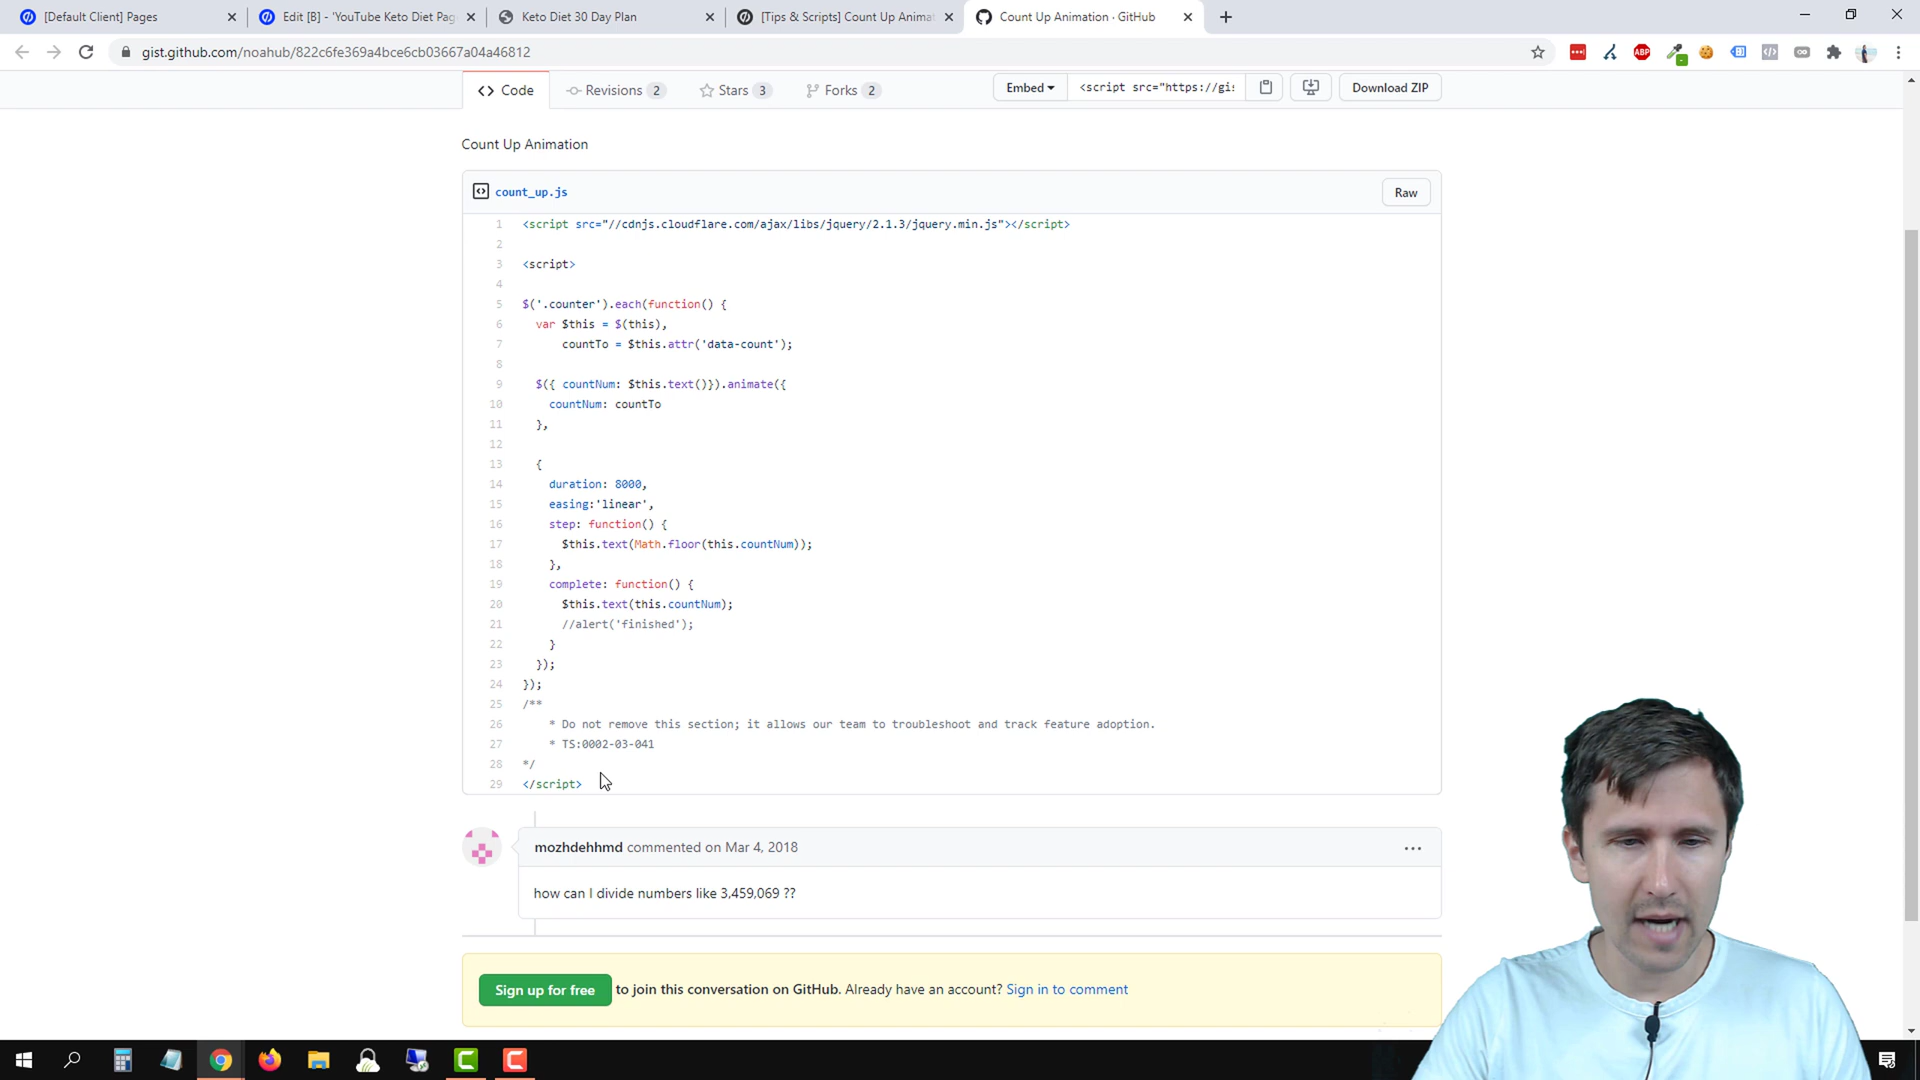 [Default Client] Pages
Edit [B] - 'YouTube Keto Diet Pag
Keto Diet 30 Day Plan
[Tips & Scripts] Count Up Animat
Count Up Animation · GitHub
gist.github.com/noahub/822c6fe369a4bce6cb03667a04a46812
Code
Revisions 2
Stars 3
Forks 2
Embed
<script src="https://gis
Download ZIP
Count Up Animation
count_up.js
Raw
1 <script src="//cdnjs.cloudflare.com/ajax/libs/jquery/2.1.3/jquery.min.js"></script>
2
3 <script>
4
5 $('.counter').each(function() {
6 var $this = $(this),
7 countTo = $this.attr('data-count');
8
9 $({ countNum: $this.text()}).animate({
10 countNum: countTo
11 },
12
13 {
14 duration: 8000,
15 easing:'linear',
16 step: function() {
17 $this.text(Math.floor(this.countNum));
18 },
19 complete: function() {
20 $this.text(this.countNum);
21 //alert('finished');
22 }
23 });
24 });
25 /**
26 * Do not remove this section; it allows our team to troubleshoot and track feature adoption.
27 * TS:0002-03-041
28 */
29 </script>
mozhdehhmd commented on Mar 4, 2018
how can I divide numbers like 3,459,069 ??
Sign up for free to join this conversation on GitHub. Already have an account? Sign in to comment